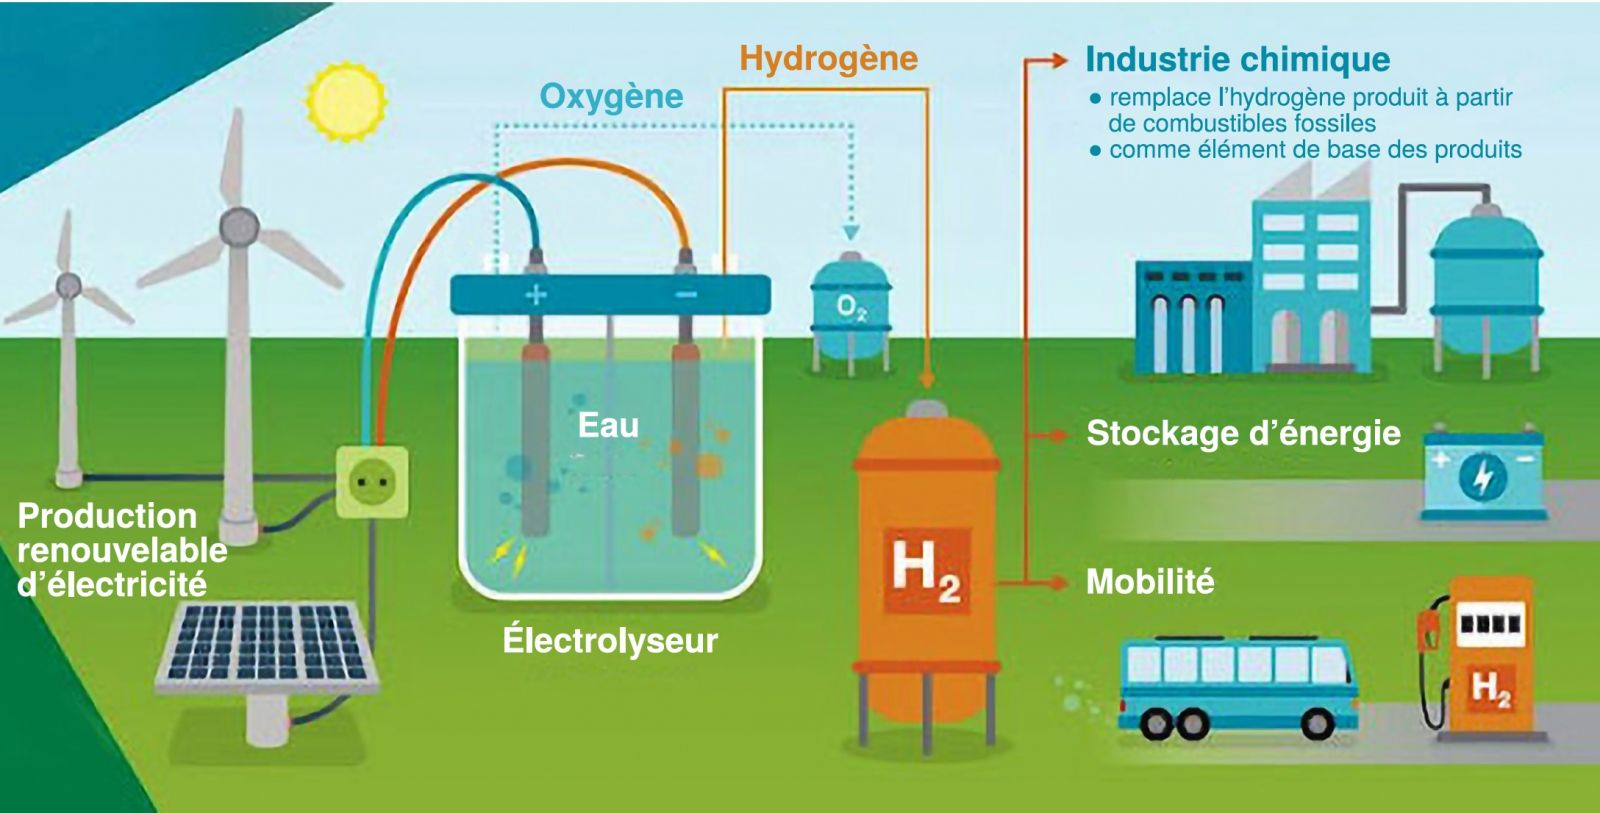 Hydrogène
Oxygène
Industrie chimique
● remplace l'hydrogène produit à partir
de combustibles fossiles
● comme élément de base des produits
+
−
O₂
Eau
Stockage d'énergie
+ −
Production
renouvelable
d'électricité
H₂
Mobilité
Électrolyseur
H₂